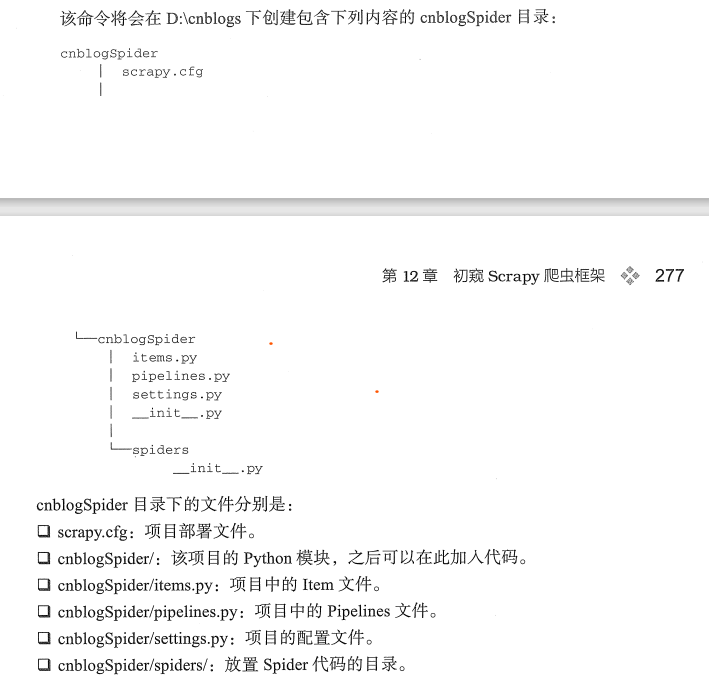 该命令将会在 D:\cnblogs 下创建包含下列内容的 cnblogSpider 目录：
cnblogSpider
│ scrapy.cfg
│
第 12 章 初窥 Scrapy 爬虫框架 277
└─cnblogSpider
│ items.py
│ pipelines.py
│ settings.py
│ __init__.py
│
└─spiders
__init__.py
cnblogSpider 目录下的文件分别是：
❑ scrapy.cfg：项目部署文件。
❑ cnblogSpider/：该项目的 Python 模块，之后可以在此加入代码。
❑ cnblogSpider/items.py：项目中的 Item 文件。
❑ cnblogSpider/pipelines.py：项目中的 Pipelines 文件。
❑ cnblogSpider/settings.py：项目的配置文件。
❑ cnblogSpider/spiders/：放置 Spider 代码的目录。